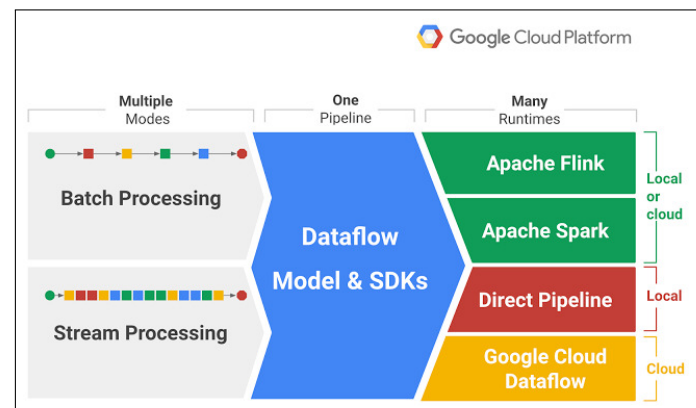 Google Cloud Platform
Multiple
Modes
One
Pipeline
Many
Runtimes
Batch Processing
Stream Processing
Dataflow
Model & SDKs
Apache Flink
Apache Spark
Direct Pipeline
Google Cloud
Dataflow
Local
or
cloud
Local
Cloud